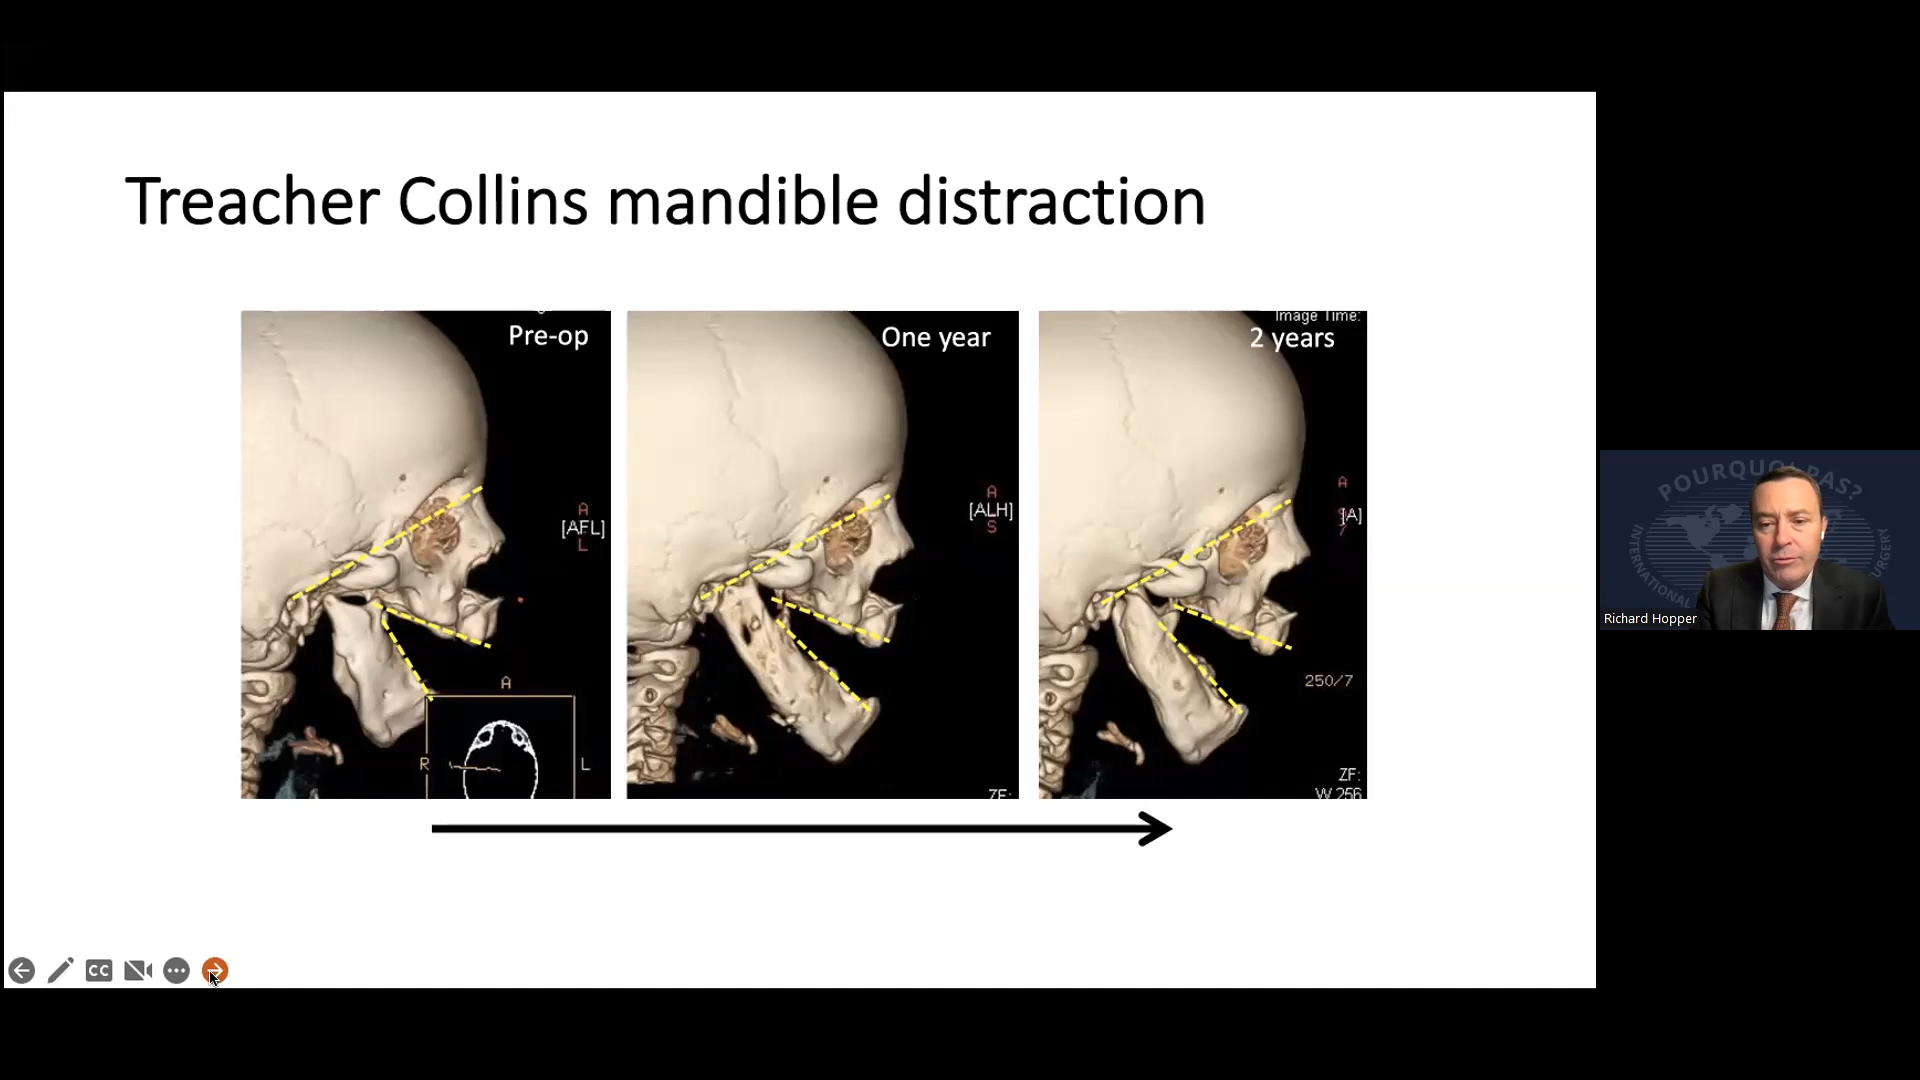 Treacher Collins mandible distraction
Pre-op
A
[AFL]
L
A
R
L
One year
A
[ALH]
S
ZF:
Image Time:
2 years
A
[A]
7
250/7
ZF:
W 256
CC
POURQUOI PAS?
INTERNATIONAL
Richard Hopper